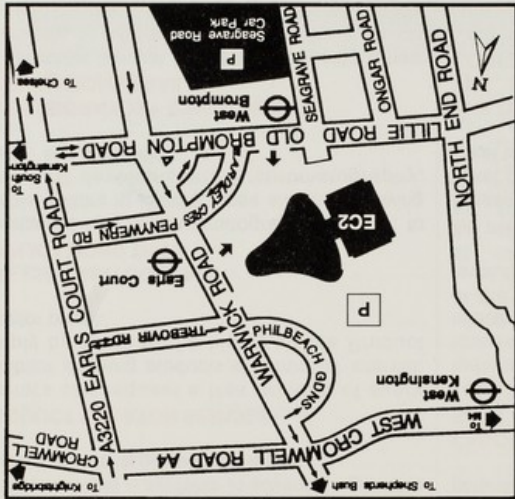 To Shepherds Bush
To Knightsbridge
To M4
WEST CROMWELL ROAD A4
CROMWELL ROAD
West Kensington
PHILBEACH GDNS
WARWICK ROAD
TREBOVIR RD
A3220 EARLS COURT ROAD
P
Earls Court
EC2
PENYWERN RD
EARDLEY CRES
NORTH END ROAD
LILLIE ROAD
OLD BROMPTON ROAD
To South Kensington
N
ONGAR ROAD
SEAGRAVE ROAD
West Brompton
P
Seagrave Road
Car Park
To Chelsea